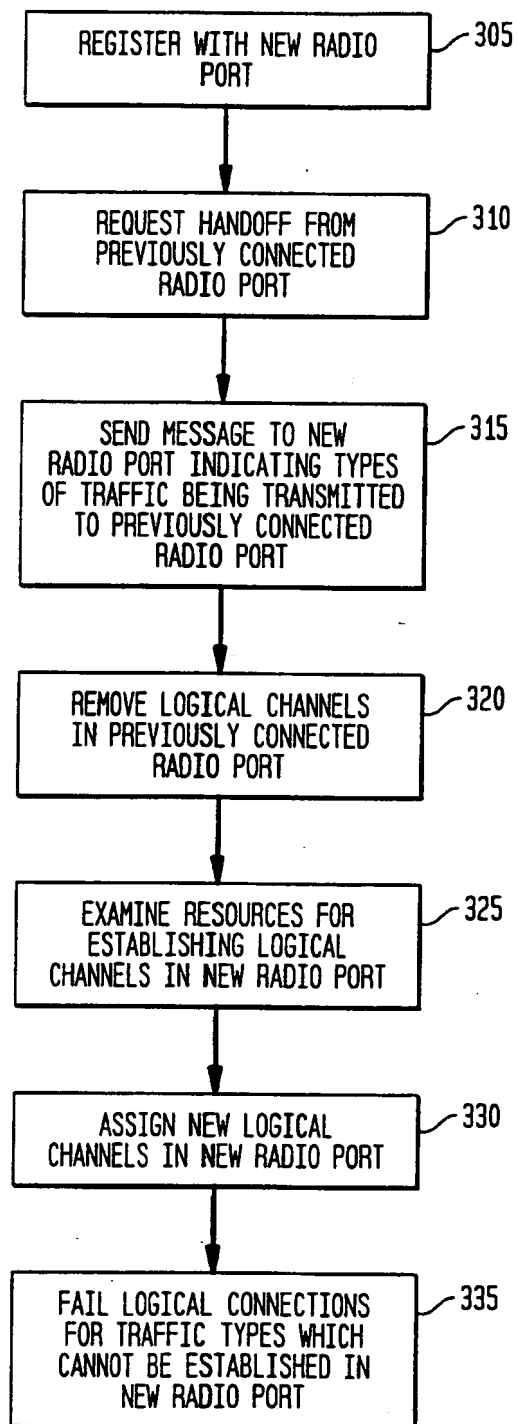 REGISTER WITH NEW RADIO
PORT
305
REQUEST HANDOFF FROM
PREVIOUSLY CONNECTED
RADIO PORT
310
SEND MESSAGE TO NEW
RADIO PORT INDICATING TYPES
OF TRAFFIC BEING TRANSMITTED
TO PREVIOUSLY CONNECTED
RADIO PORT
315
REMOVE LOGICAL CHANNELS
IN PREVIOUSLY CONNECTED
RADIO PORT
320
EXAMINE RESOURCES FOR
ESTABLISHING LOGICAL
CHANNELS IN NEW RADIO PORT
325
ASSIGN NEW LOGICAL
CHANNELS IN NEW RADIO PORT
330
FAIL LOGICAL CONNECTIONS
FOR TRAFFIC TYPES WHICH
CANNOT BE ESTABLISHED IN
NEW RADIO PORT
335